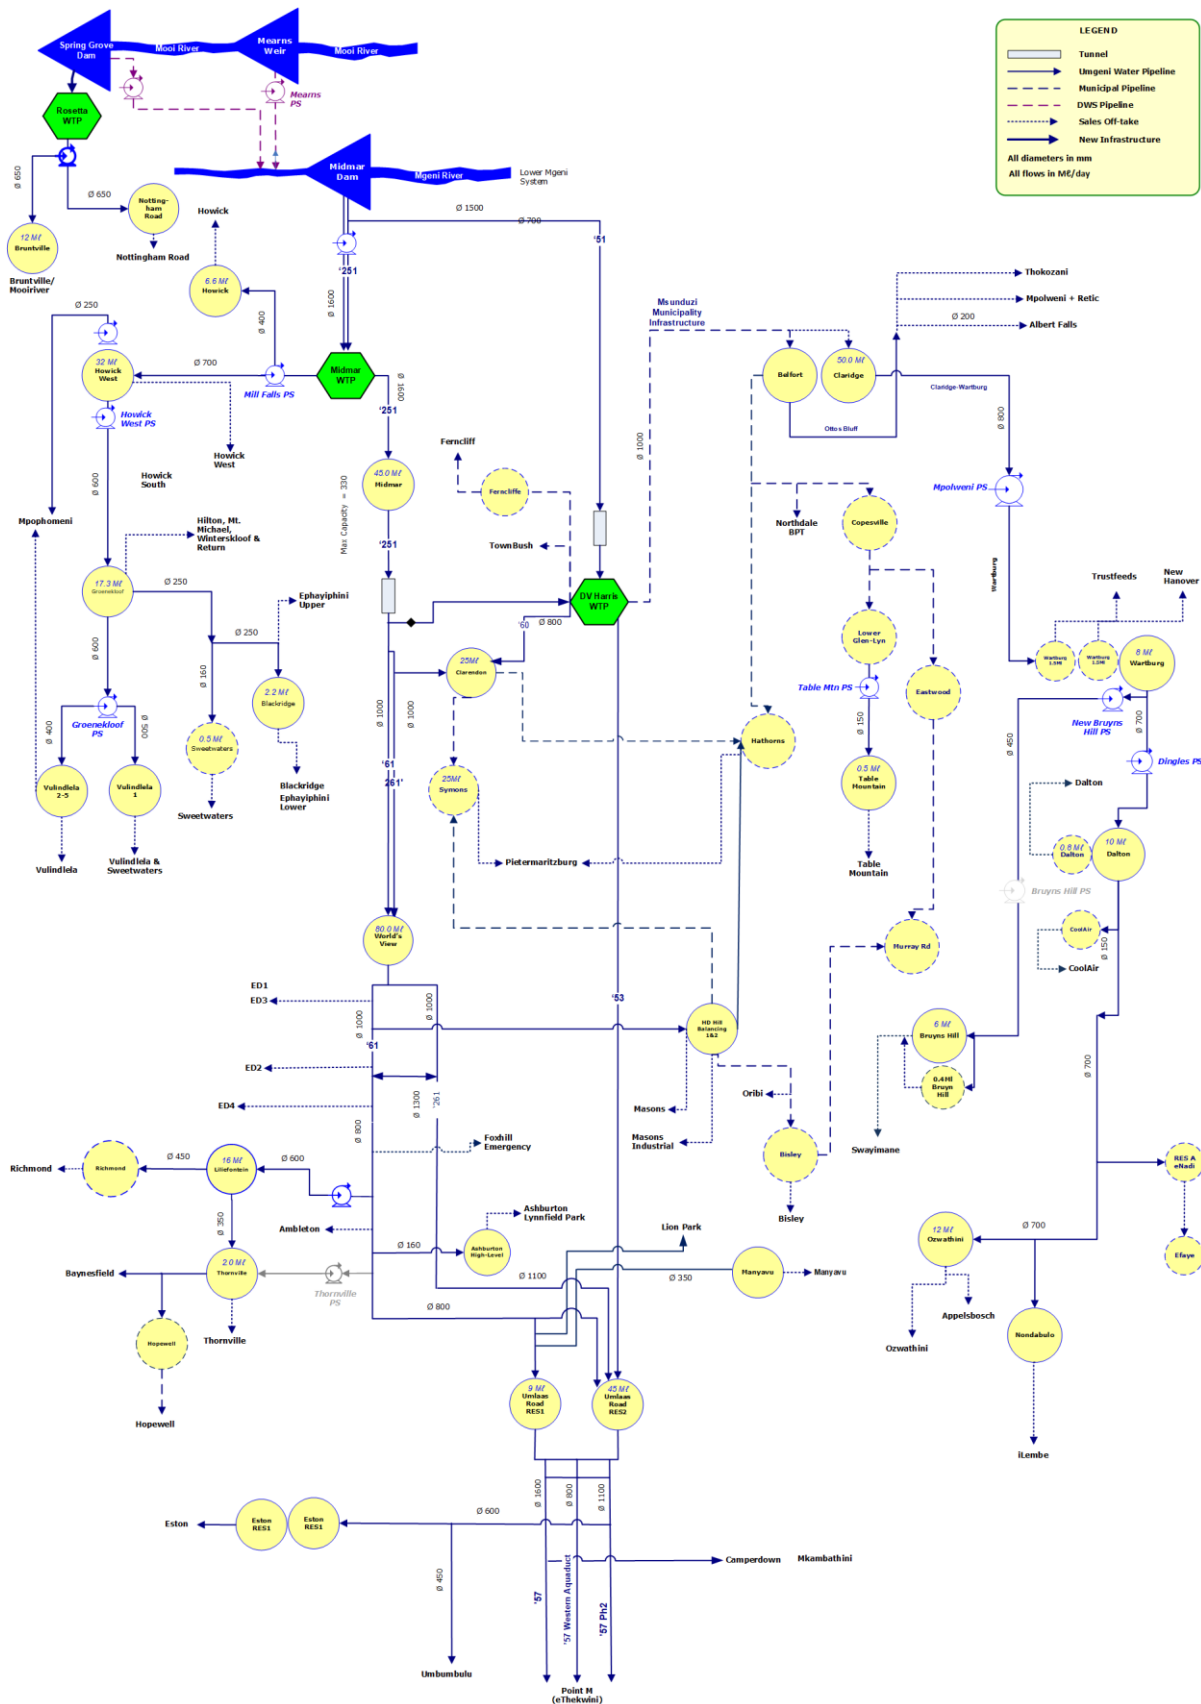 Spring Grove
Dam
Mooi River
Mearns
Weir
Mooi River
Mearns
PS
Rosetta
WTP
Ø 650
Ø 650
12 Mℓ
Bruntville
Bruntville/
Mooiriver
Notting-
ham
Road
Nottingham Road
Midmar
Dam
Mgeni River
Lower Mgeni
System
LEGEND
Tunnel
Umgeni Water Pipeline
Municipal Pipeline
DWS Pipeline
Sales Off-take
New Infrastructure
All diameters in mm
All flows in Mℓ/day
Howick
6.6 Mℓ
Howick
Ø 400
'251
Ø 1600
Ø 1500
Ø 700
'51
Ø 250
32 Mℓ
Howick
West
Ø 700
Mill Falls PS
Midmar
WTP
Ø 1600
'251
Howick
West PS
Howick
West
Howick
South
Ø 600
Mpophomeni
Hilton, Mt.
Michael,
Winterskloof &
Return
45.0 Mℓ
Midmar
Max Capacity = 330
'251
Ferncliff
Ferncliffe
TownBush
Msunduzi
Municipality
Infrastructure
Ø 1000
Belfort
50.0 Mℓ
Claridge
Thokozani
Mpolweni + Retic
Ø 200
Albert Falls
Claridge-Wartburg
Ottos Bluff
Ø 800
Mpolweni PS
Wartburg
Northdale
BPT
Copesville
Trustfeeds
New
Hanover
17.3 Mℓ
Groenekloof
Ø 250
Ø 250
Ephayiphini
Upper
Ø 600
Ø 160
2.2 Mℓ
Blackridge
Blackridge
Ephayiphini
Lower
0.5 Mℓ
Sweetwaters
Sweetwaters
Groenekloof
PS
Ø 400
Ø 500
Vulindlela
2-5
Vulindlela
1
Vulindlela
Vulindlela &
Sweetwaters
DV Harris
WTP
'60
Ø 800
25Mℓ
Clarendon
Ø 1000
Ø 1000
'61
261'
25Mℓ
Symons
Pietermaritzburg
Hathorns
Lower
Glen-Lyn
Table Mtn PS
Ø 150
0.5 Mℓ
Table
Mountain
Table
Mountain
Eastwood
Murray Rd
Wartburg
1.5Ml
Wartburg
8 Mℓ
Wartburg
New Bruyns
Hill PS
Ø 700
Ø 450
Dingles PS
Dalton
0.8 Mℓ
Dalton
10 Mℓ
Dalton
Bruyns Hill PS
CoolAir
Ø 150
CoolAir
80.0 Mℓ
World's
View
ED1
ED3
Ø 1000
Ø 1000
'61
'53
HD Hill
Balancing
1&2
6 Mℓ
Bruyns Hill
0.4Ml
Bruyn
Hill
Swayimane
Ø 700
ED2
ED4
Ø 1300
'261
Ø 800
Foxhill
Emergency
Masons
Masons
Industrial
Oribi
Bisley
Bisley
RES A
eNadi
Efaye
Richmond
Richmond
Ø 450
16 Mℓ
Lillefontein
Ø 600
Ø 350
Ambleton
Ø 160
Ashburton
High-Level
Ashburton
Lynnfield Park
Lion Park
Ø 350
Manyavu
Manyavu
12 Mℓ
Ozwathini
Ø 700
Appelsbosch
Ozwathini
Nondabulo
iLembe
Baynesfield
2.0 Mℓ
Thornville
Thornville
PS
Thornville
Hopewell
Hopewell
Ø 1100
Ø 800
9 Mℓ
Umlaas
Road
RES1
45 Mℓ
Umlaas
Road
RES2
Ø 1600
Ø 800
Ø 1100
Eston
Eston
RES1
Eston
RES1
Ø 600
Ø 450
Umbumbulu
Camperdown
Mkambathini
'57
'57 Western Aquaduct
'57 Ph2
Point M
(eThekwini)